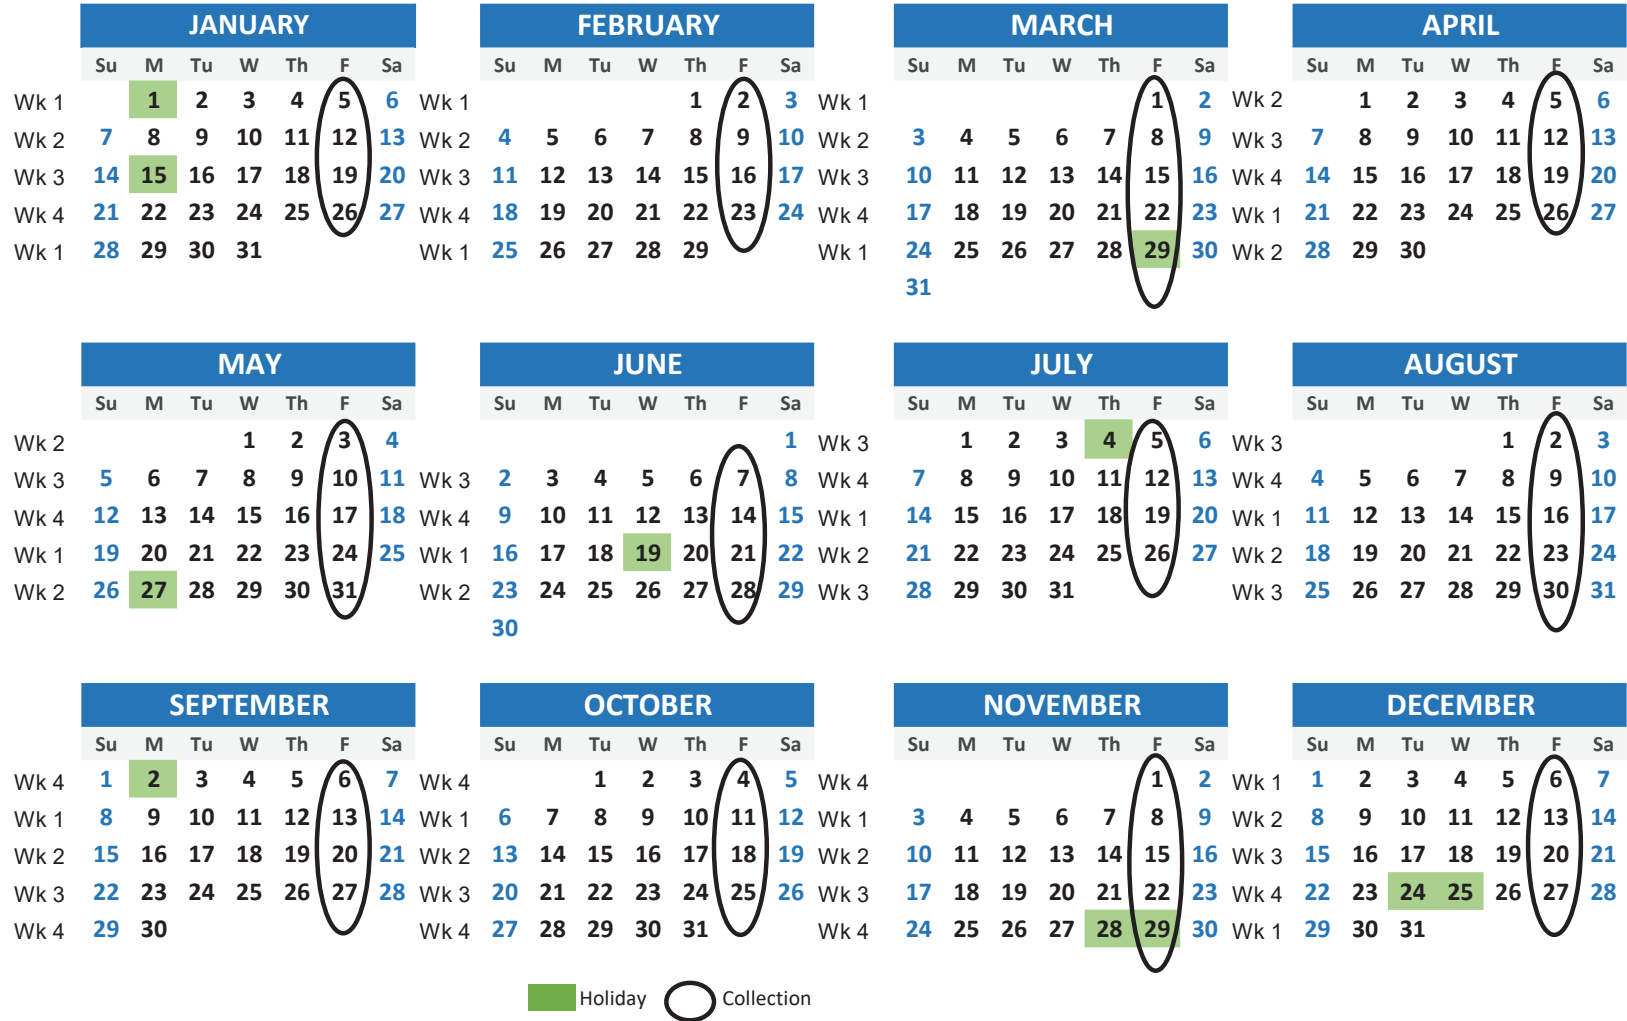 JANUARY FEBRUARY MARCH APRIL
Su M Tu W Th F Sa Su M Tu W Th F Sa Su M Tu W Th F Sa Su M Tu W Th F Sa
Wk 1 1 2 3 4 5 6 Wk 1 1 2 3 Wk 1 1 2 Wk 2 1 2 3 4 5 6
Wk 2 7 8 9 10 11 12 13 Wk 2 4 5 6 7 8 9 10 Wk 2 3 4 5 6 7 8 9 Wk 3 7 8 9 10 11 12 13
Wk 3 14 15 16 17 18 19 20 Wk 3 11 12 13 14 15 16 17 Wk 3 10 11 12 13 14 15 16 Wk 4 14 15 16 17 18 19 20
Wk 4 21 22 23 24 25 26 27 Wk 4 18 19 20 21 22 23 24 Wk 4 17 18 19 20 21 22 23 Wk 1 21 22 23 24 25 26 27
Wk 1 28 29 30 31 Wk 1 25 26 27 28 29 Wk 1 24 25 26 27 28 29 30 Wk 2 28 29 30
31
MAY JUNE JULY AUGUST
Su M Tu W Th F Sa Su M Tu W Th F Sa Su M Tu W Th F Sa Su M Tu W Th F Sa
Wk 2 1 2 3 4 1 Wk 3 1 2 3 4 5 6 Wk 3 1 2 3
Wk 3 5 6 7 8 9 10 11 Wk 3 2 3 4 5 6 7 8 Wk 4 7 8 9 10 11 12 13 Wk 4 4 5 6 7 8 9 10
Wk 4 12 13 14 15 16 17 18 Wk 4 9 10 11 12 13 14 15 Wk 1 14 15 16 17 18 19 20 Wk 1 11 12 13 14 15 16 17
Wk 1 19 20 21 22 23 24 25 Wk 1 16 17 18 19 20 21 22 Wk 2 21 22 23 24 25 26 27 Wk 2 18 19 20 21 22 23 24
Wk 2 26 27 28 29 30 31 Wk 2 23 24 25 26 27 28 29 Wk 3 28 29 30 31 Wk 3 25 26 27 28 29 30 31
30
SEPTEMBER OCTOBER NOVEMBER DECEMBER
Su M Tu W Th F Sa Su M Tu W Th F Sa Su M Tu W Th F Sa Su M Tu W Th F Sa
Wk 4 1 2 3 4 5 6 7 Wk 4 1 2 3 4 5 Wk 4 1 2 Wk 1 1 2 3 4 5 6 7
Wk 1 8 9 10 11 12 13 14 Wk 1 6 7 8 9 10 11 12 Wk 1 3 4 5 6 7 8 9 Wk 2 8 9 10 11 12 13 14
Wk 2 15 16 17 18 19 20 21 Wk 2 13 14 15 16 17 18 19 Wk 2 10 11 12 13 14 15 16 Wk 3 15 16 17 18 19 20 21
Wk 3 22 23 24 25 26 27 28 Wk 3 20 21 22 23 24 25 26 Wk 3 17 18 19 20 21 22 23 Wk 4 22 23 24 25 26 27 28
Wk 4 29 30 Wk 4 27 28 29 30 31 Wk 4 24 25 26 27 28 29 30 Wk 1 29 30 31
Holiday Collection